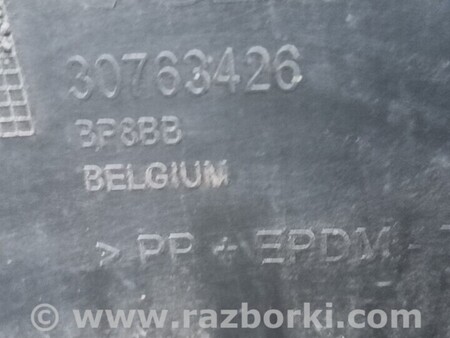 30763426
BP8BB
BELGIUM
> PP + EPDM -
© www.razborki.com